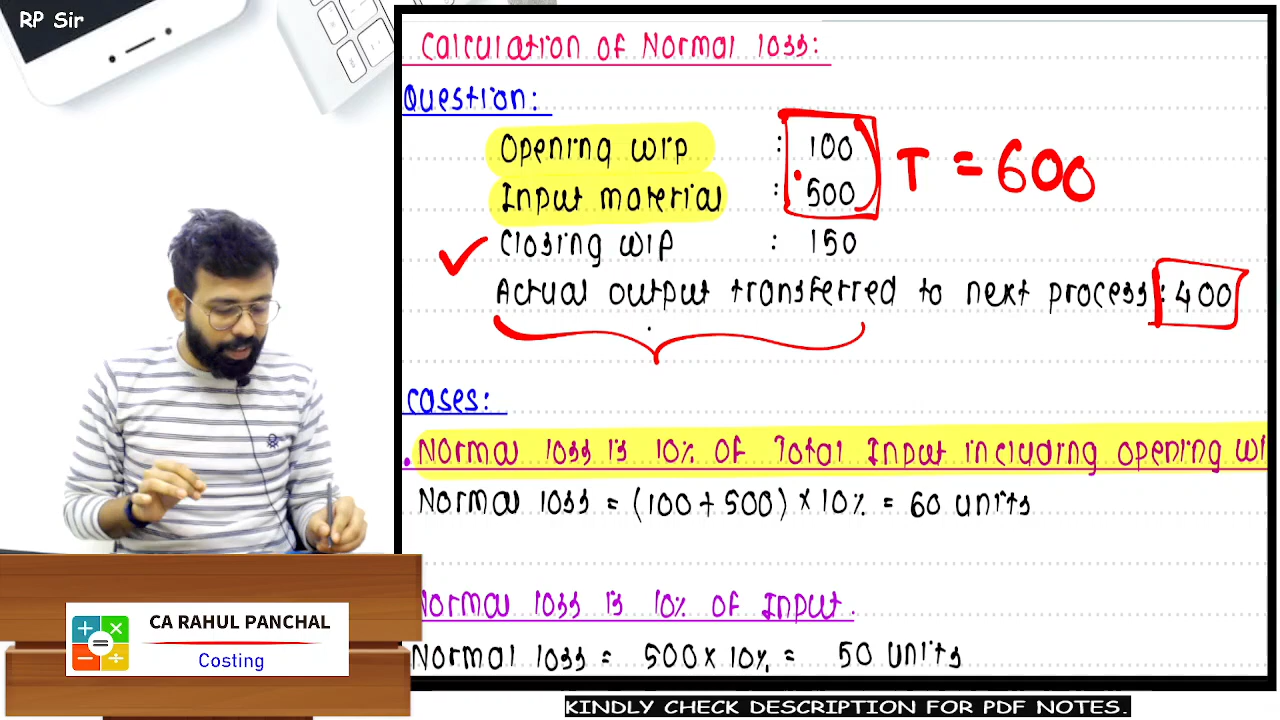 RP Sir
Calculation of Normal loss:
Question:
Opening WIP : 100
Input material : 500
T = 600
Closing WIP : 150
Actual output transferred to next process : 400
Cases:
Normal loss is 10% of Total Input including opening WI
Normal loss = (100 + 500) × 10% = 60 units
Normal loss is 10% of Input.
Normal loss = 500 × 10% = 50 units
CA RAHUL PANCHAL
Costing
KINDLY CHECK DESCRIPTION FOR PDF NOTES.